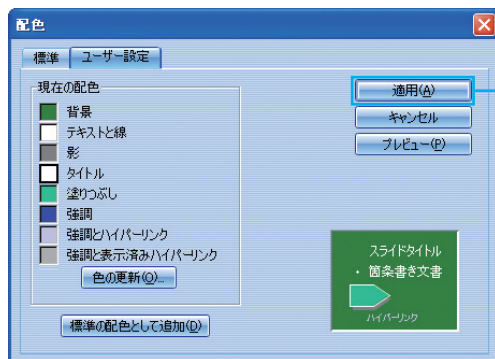 配色
標準 ユーザー設定
現在の配色
背景
テキストと線
影
タイトル
塗りつぶし
強調
強調とハイパーリンク
強調と表示済みハイパーリンク
色の更新(O)...
標準の配色として追加(D)
適用(A)
キャンセル
プレビュー(P)
スライドタイトル
・ 箇条書き文書
ハイパーリンク